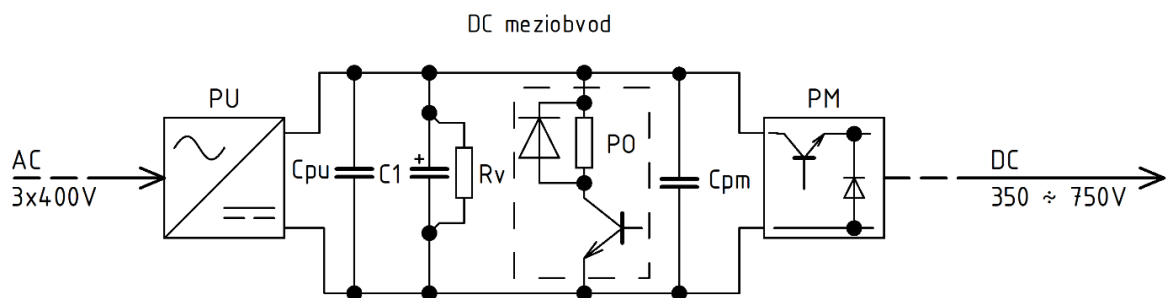 DC meziobvod
PU
PM
AC
3x400V
Cpu
C1
+
Rv
PO
Cpm
DC
350 ≈ 750V